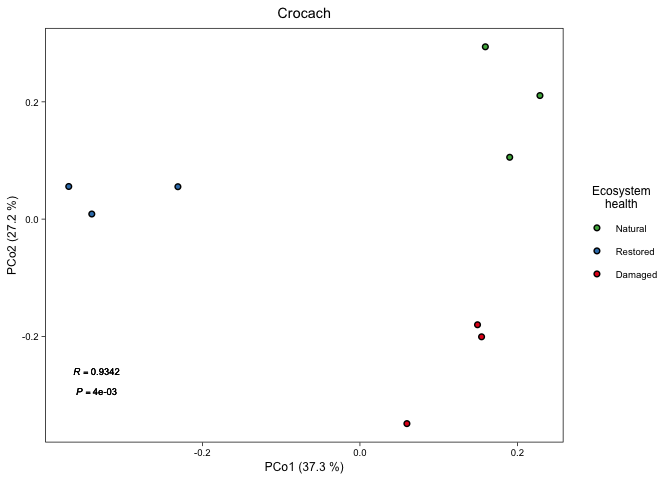 Crocach
0.2
0.0
-0.2
PCo2 (27.2 %)
R = 0.9342
P = 4e-03
-0.2
0.0
0.2
PCo1 (37.3 %)
Ecosystem
health
Natural
Restored
Damaged